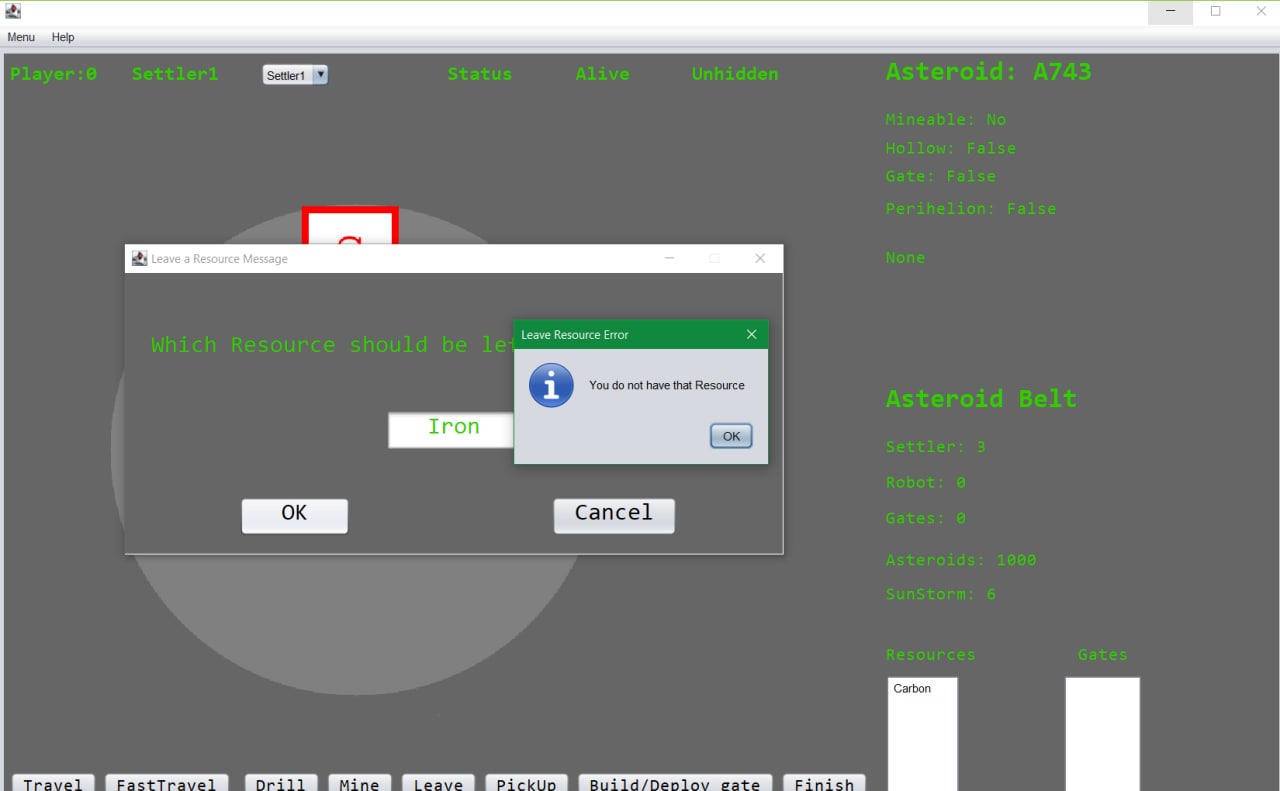 Menu Help
Player:0 Settler1 Settler1 Status Alive Unhidden
Asteroid: A743
Mineable: No
Hollow: False
Gate: False
Perihelion: False
None
Leave a Resource Message
Which Resource should be
Leave Resource Error
You do not have that Resource
OK
Iron
OK Cancel
Asteroid Belt
Settler: 3
Robot: 0
Gates: 0
Asteroids: 1000
SunStorm: 6
Resources Gates
Carbon
Travel FastTravel Drill Mine Leave PickUp Build/Deploy gate Finish